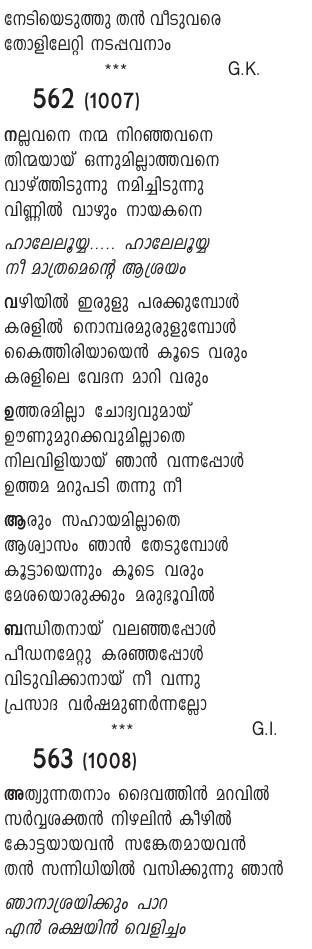 നേടിയെടുത്തു തൻ വീടുവരെ
തോളിലേറ്റി നടപ്പവനാം
*** G.K.
562 (1007)
നല്ലവനെ നന്മ നിറഞ്ഞവനെ
തിന്മയായ് ഒന്നുമില്ലാത്തവനെ
വാഴ്ത്തിടുന്നു നമിച്ചിടുന്നു
വിണ്ണിൽ വാഴും നായകനെ
ഹാലേലൂയ്യ..... ഹാലേലൂയ്യ
നീ മാത്രമെന്റെ ആശ്രയം
വഴിയിൽ ഇരുളു പരക്കുമ്പോൾ
കരളിൽ നൊമ്പരമുരുളുമ്പോൾ
കൈത്തിരിയായെൻ കൂടെ വരും
കരളിലെ വേദന മാറി വരും
ഉത്തരമില്ലാ ചോദ്യവുമായ്
ഊണുമുറക്കവുമില്ലാതെ
നിലവിളിയായ് ഞാൻ വന്നപ്പോൾ
ഉത്തമ മറുപടി തന്നു നീ
ആരും സഹായമില്ലാതെ
ആശ്വാസം ഞാൻ തേടുമ്പോൾ
കൂട്ടായെന്നും കൂടെ വരും
മേശയൊരുക്കും മരുഭൂവിൽ
ബന്ധിതനായ് വലഞ്ഞപ്പോൾ
പീഡനമേറ്റു കരഞ്ഞപ്പോൾ
വിടുവിക്കാനായ് നീ വന്നു
പ്രസാദ വർഷമുണർന്നല്ലോ
*** G.I.
563 (1008)
അത്യുന്നതനാം ദൈവത്തിൻ മറവിൽ
സർവ്വശക്തൻ നിഴലിൻ കീഴിൽ
കോട്ടയായവൻ സങ്കേതമായവൻ
തൻ സന്നിധിയിൽ വസിക്കുന്നു ഞാൻ
ഞാനാശ്രയിക്കും പാറ
എൻ രക്ഷയിൻ വെളിച്ചം